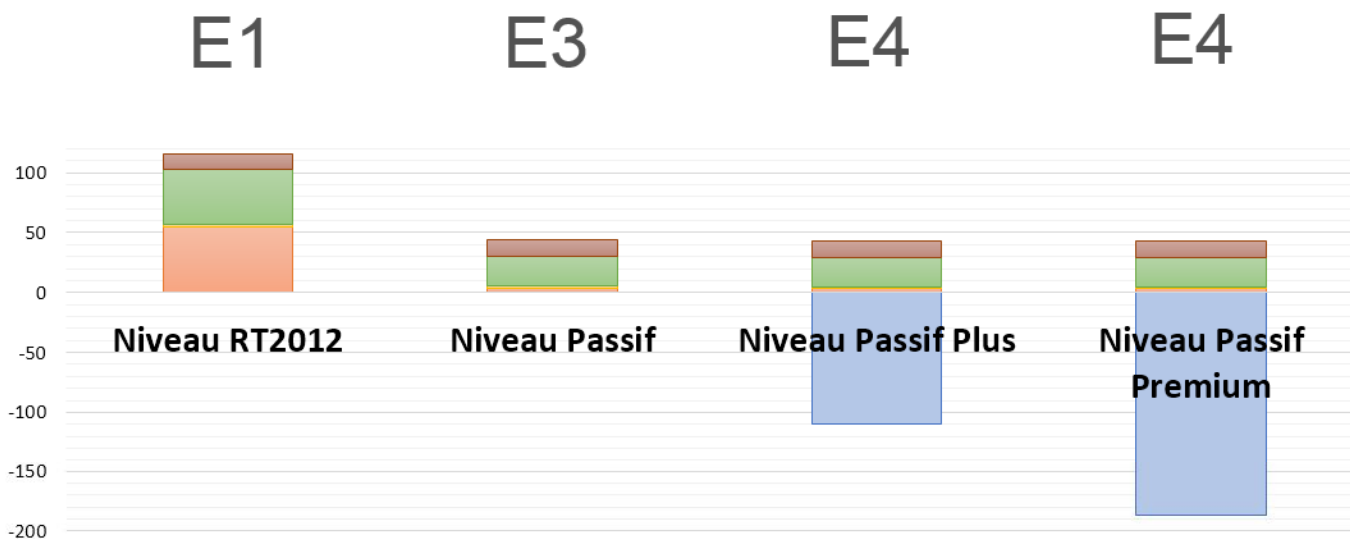 E1 E3 E4 E4
100
50
0
-50
-100
-150
-200
Niveau RT2012
Niveau Passif
Niveau Passif Plus
Niveau Passif
Premium